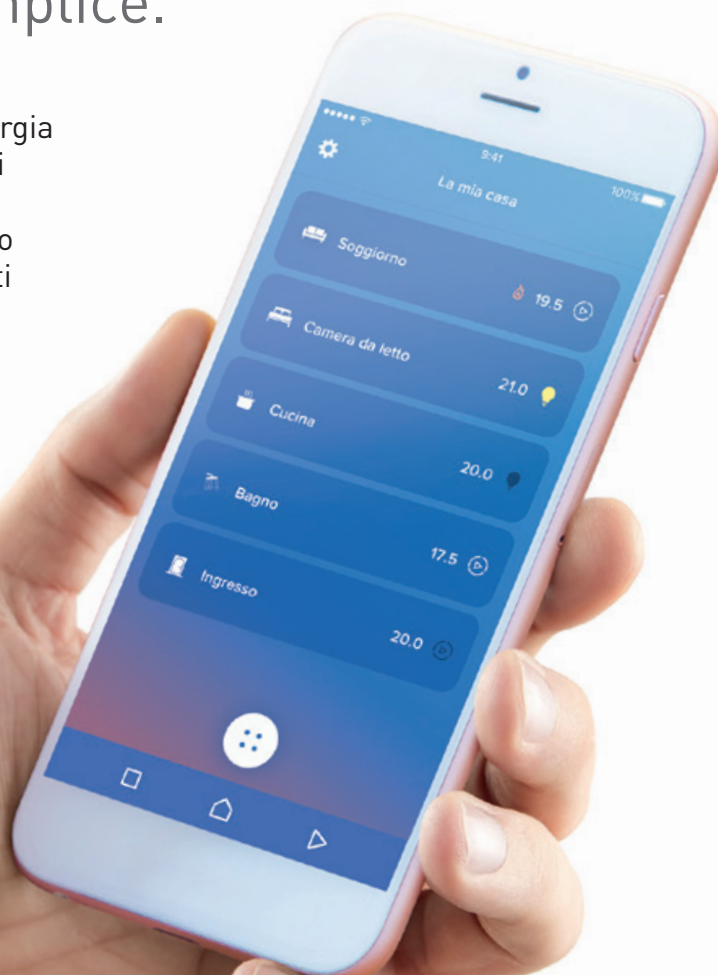 nplice.
rgia
i
o
ti
9:41
100%
La mia casa
Soggiorno
19.5
Camera da letto
21.0
Cucina
20.0
Bagno
17.5
Ingresso
20.0